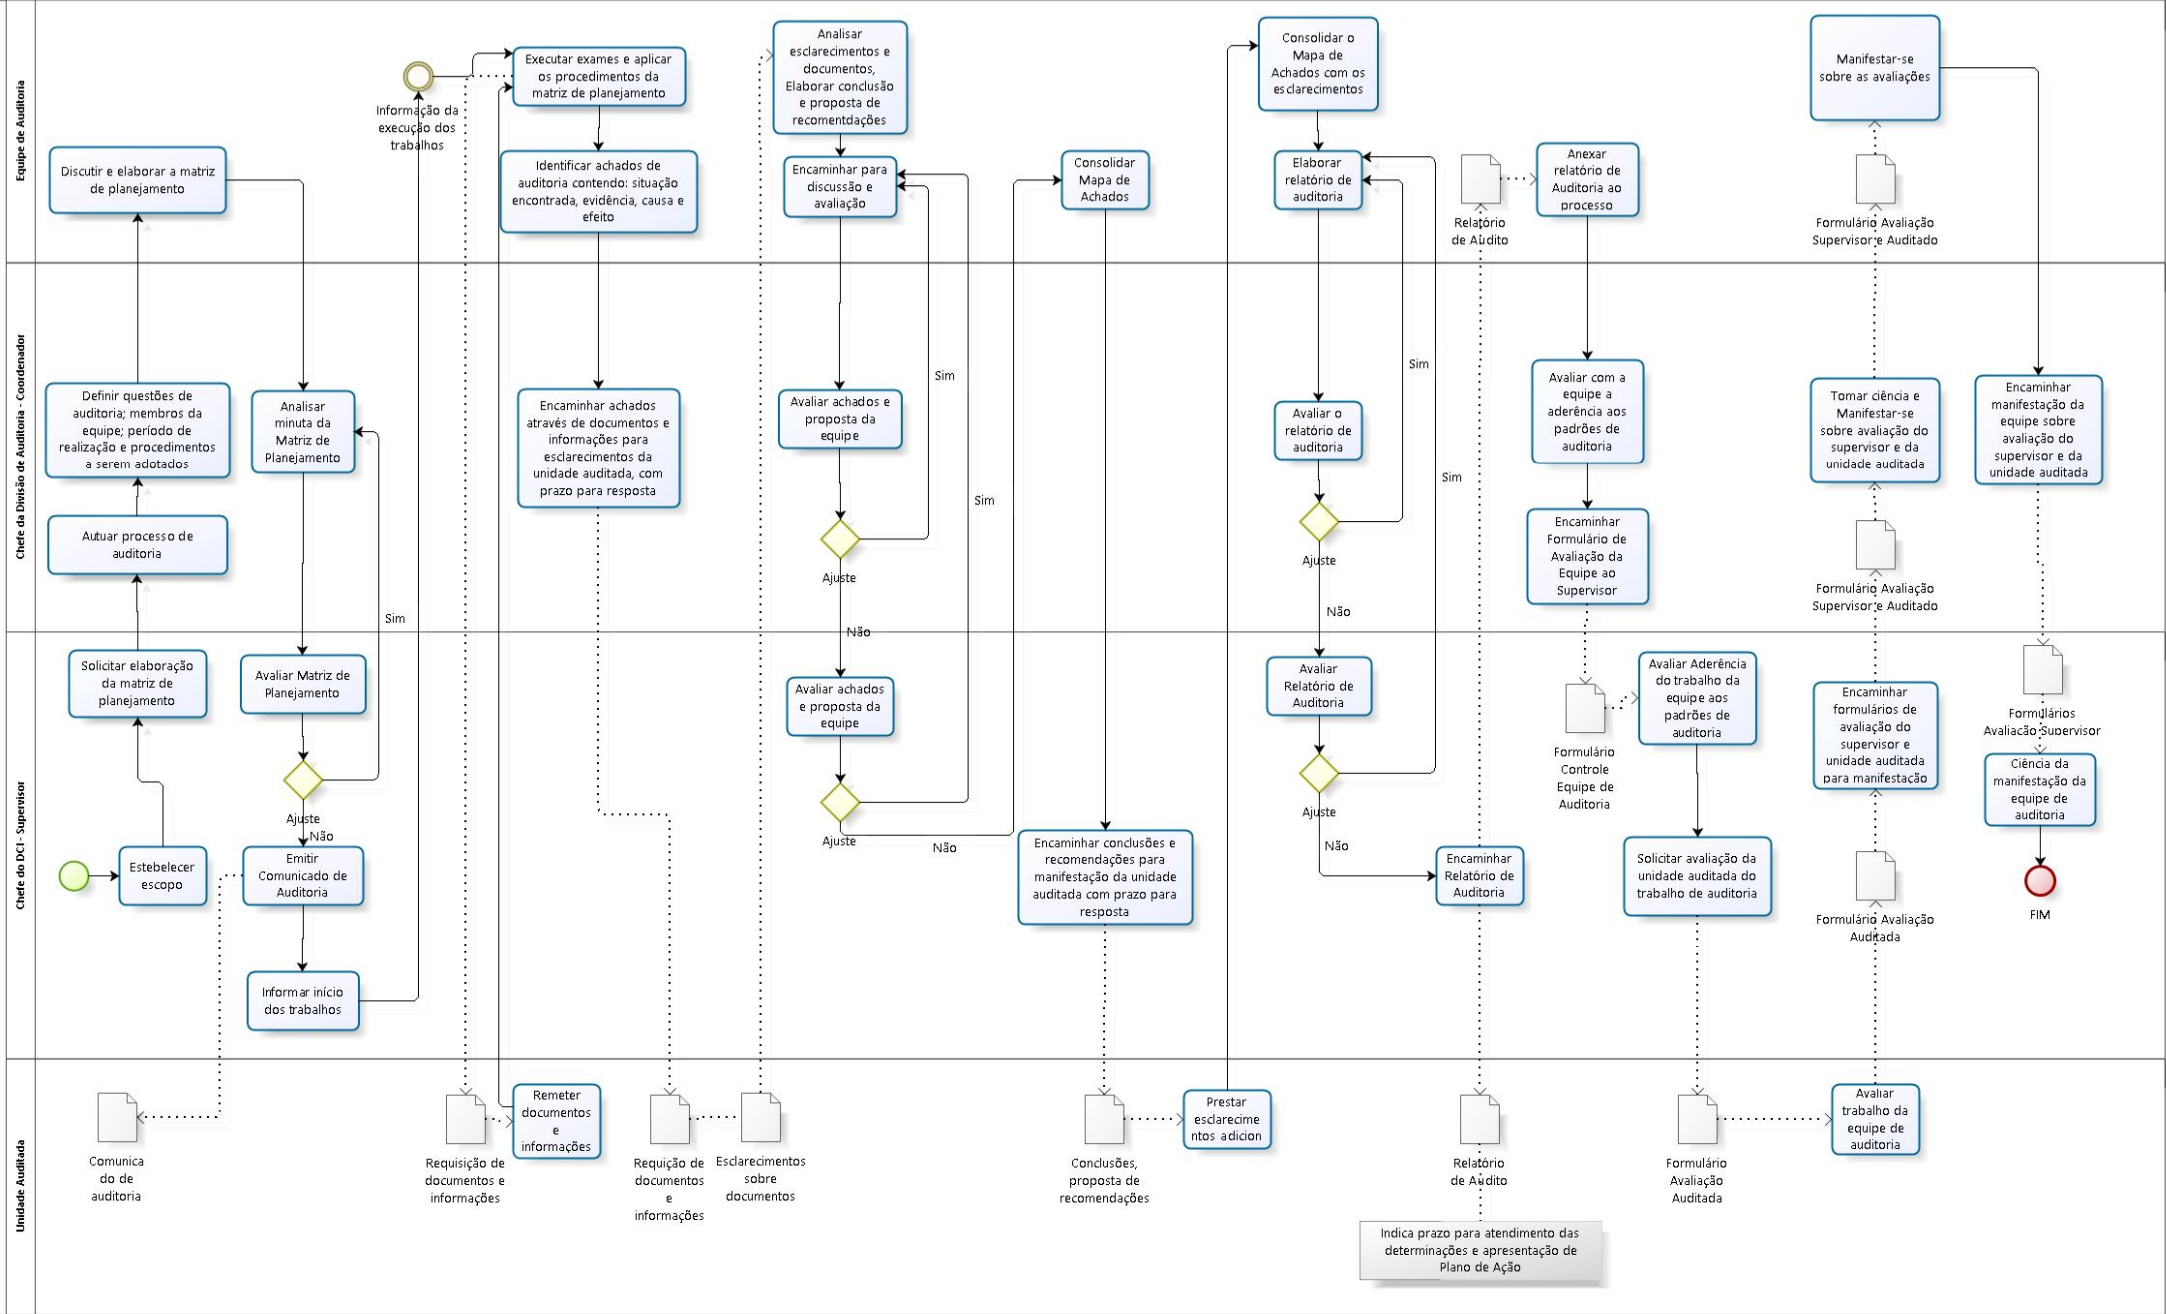 Equipe de Auditoria
Discutir e elaborar a matriz
de planejamento
Informação da
execução dos
trabalhos
Executar exames e aplicar
os procedimentos da
matriz de planejamento
Identificar achados de
auditoria contendo: situação
encontrada, evidência, causa e
efeito
Analisar
esclarecimentos e
documentos,
Elaborar conclusão
e proposta de
recomentdações
Encaminhar para
discussão e
avaliação
Consolidar
Mapa de
Achados
Consolidar o
Mapa de
Achados com os
esclarecimentos
Elaborar
relatório de
auditoria
Relatório
de Audito
Anexar
relatório de
Auditoria ao
processo
Manifestar-se
sobre as avaliações
Formulário Avaliação
Supervisor e Auditado
Chefe da Divisão de Auditoria - Coordenador
Definir questões de
auditoria; membros da
equipe; período de
realização e procedimentos
a serem adotados
Autuar processo de
auditoria
Analisar
minuta da
Matriz de
Planejamento
Sim
Encaminhar achados
através de documentos e
informações para
esclarecimentos da
unidade auditada, com
prazo para resposta
Avaliar achados e
proposta da
equipe
Ajuste
Não
Sim
Sim
Avaliar o
relatório de
auditoria
Ajuste
Não
Sim
Sim
Avaliar com a
equipe a
aderência aos
padrões de
auditoria
Encaminhar
Formulário de
Avaliação da
Equipe ao
Supervisor
Tomar ciência e
Manifestar-se
sobre avaliação do
supervisor e da
unidade auditada
Formulário Avaliação
Supervisor e Auditado
Encaminhar
manifestação da
equipe sobre
avaliação do
supervisor e da
unidade auditada
Chefe do DCI - Supervisor
Solicitar elaboração
da matriz de
planejamento
Estebelecer
escopo
Avaliar Matriz de
Planejamento
Ajuste
Não
Emitir
Comunicado de
Auditoria
Informar início
dos trabalhos
Avaliar achados
e proposta da
equipe
Ajuste
Não
Encaminhar conclusões e
recomendações para
manifestação da unidade
auditada com prazo para
resposta
Avaliar
Relatório de
Auditoria
Ajuste
Não
Encaminhar
Relatório de
Auditoria
Formulário
Controle
Equipe de
Auditoria
Avaliar Aderência
do trabalho da
equipe aos
padrões de
auditoria
Solicitar avaliação da
unidade auditada do
trabalho de auditoria
Encaminhar
formulários de
avaliação do
supervisor e
unidade auditada
para manifestação
Formulário Avaliação
Auditada
Formulários
Avaliação Supervisor
Ciência da
manifestação da
equipe de
auditoria
FIM
Unidade Auditada
Comunica
do de
auditoria
Requisição de
documentos e
informações
Remeter
documentos
e
informações
Requição de
documentos
e
informações
Esclarecimentos
sobre
documentos
Conclusões,
proposta de
recomendações
Prestar
esclarecime
ntos adicion
Relatório
de Audito
Indica prazo para atendimento das
determinações e apresentação de
Plano de Ação
Formulário
Avaliação
Auditada
Avaliar
trabalho da
equipe de
auditoria